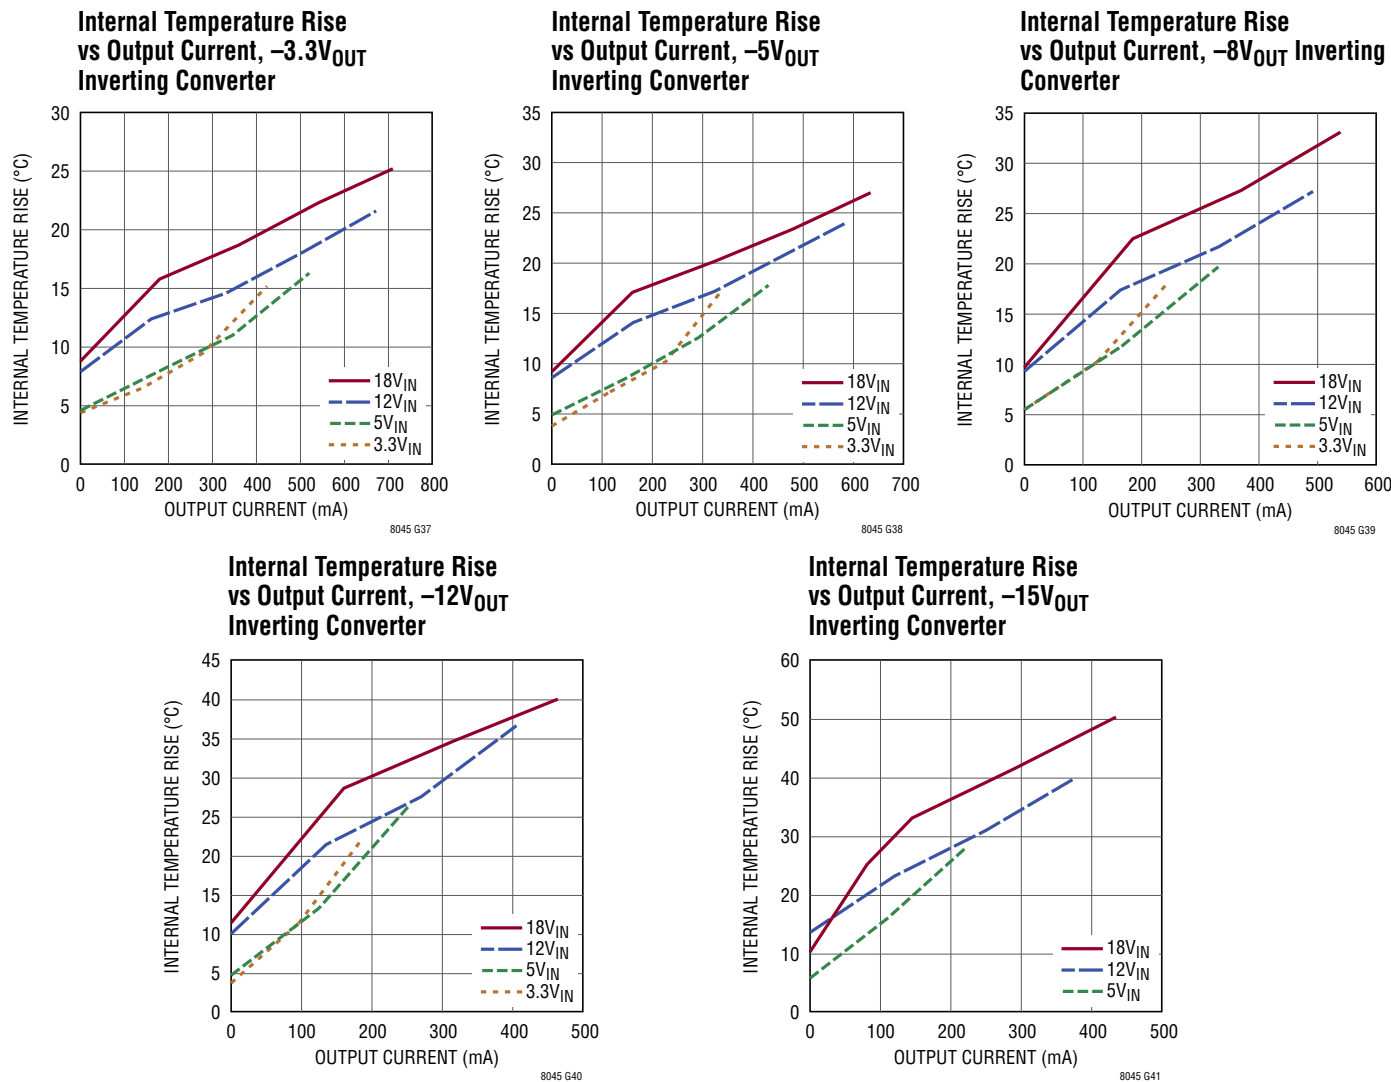 Internal Temperature Rise
vs Output Current, –3.3VOUT
Inverting Converter
INTERNAL TEMPERATURE RISE (°C)
30
25
20
15
10
5
0
0 100 200 300 400 500 600 700 800
OUTPUT CURRENT (mA)
18VIN
12VIN
5VIN
3.3VIN
8045 G37
Internal Temperature Rise
vs Output Current, –5VOUT
Inverting Converter
INTERNAL TEMPERATURE RISE (°C)
35
30
25
20
15
10
5
0
0 100 200 300 400 500 600 700
OUTPUT CURRENT (mA)
18VIN
12VIN
5VIN
3.3VIN
8045 G38
Internal Temperature Rise
vs Output Current, –8VOUT Inverting
Converter
INTERNAL TEMPERATURE RISE (°C)
35
30
25
20
15
10
5
0
0 100 200 300 400 500 600
OUTPUT CURRENT (mA)
18VIN
12VIN
5VIN
3.3VIN
8045 G39
Internal Temperature Rise
vs Output Current, –12VOUT
Inverting Converter
INTERNAL TEMPERATURE RISE (°C)
45
40
35
30
25
20
15
10
5
0
0 100 200 300 400 500
OUTPUT CURRENT (mA)
18VIN
12VIN
5VIN
3.3VIN
8045 G40
Internal Temperature Rise
vs Output Current, –15VOUT
Inverting Converter
INTERNAL TEMPERATURE RISE (°C)
60
50
40
30
20
10
0
0 100 200 300 400 500
OUTPUT CURRENT (mA)
18VIN
12VIN
5VIN
8045 G41